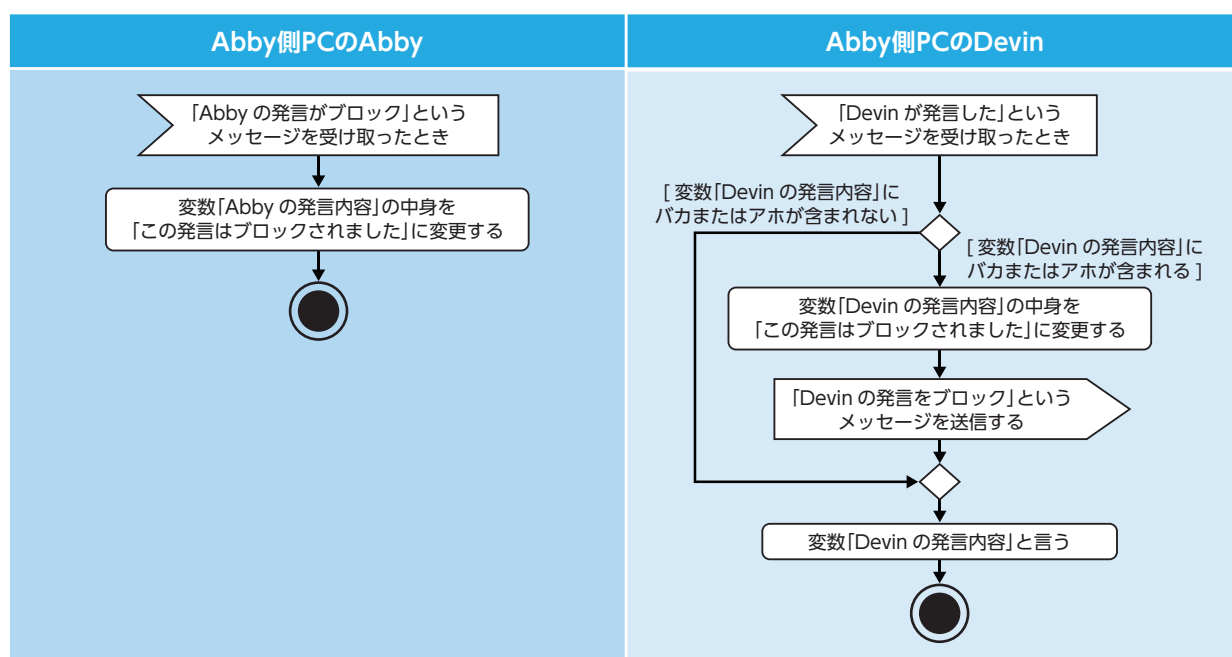 Abby側PCのAbby
「Abby の発言がブロック」という
メッセージを受け取ったとき
変数「Abby の発言内容」の中身を
「この発言はブロックされました」に変更する
Abby側PCのDevin
「Devin が発言した」という
メッセージを受け取ったとき
[ 変数「Devin の発言内容」に
バカまたはアホが含まれない ]
[ 変数「Devin の発言内容」に
バカまたはアホが含まれる ]
変数「Devin の発言内容」の中身を
「この発言はブロックされました」に変更する
「Devin の発言をブロック」という
メッセージを送信する
変数「Devin の発言内容」と言う